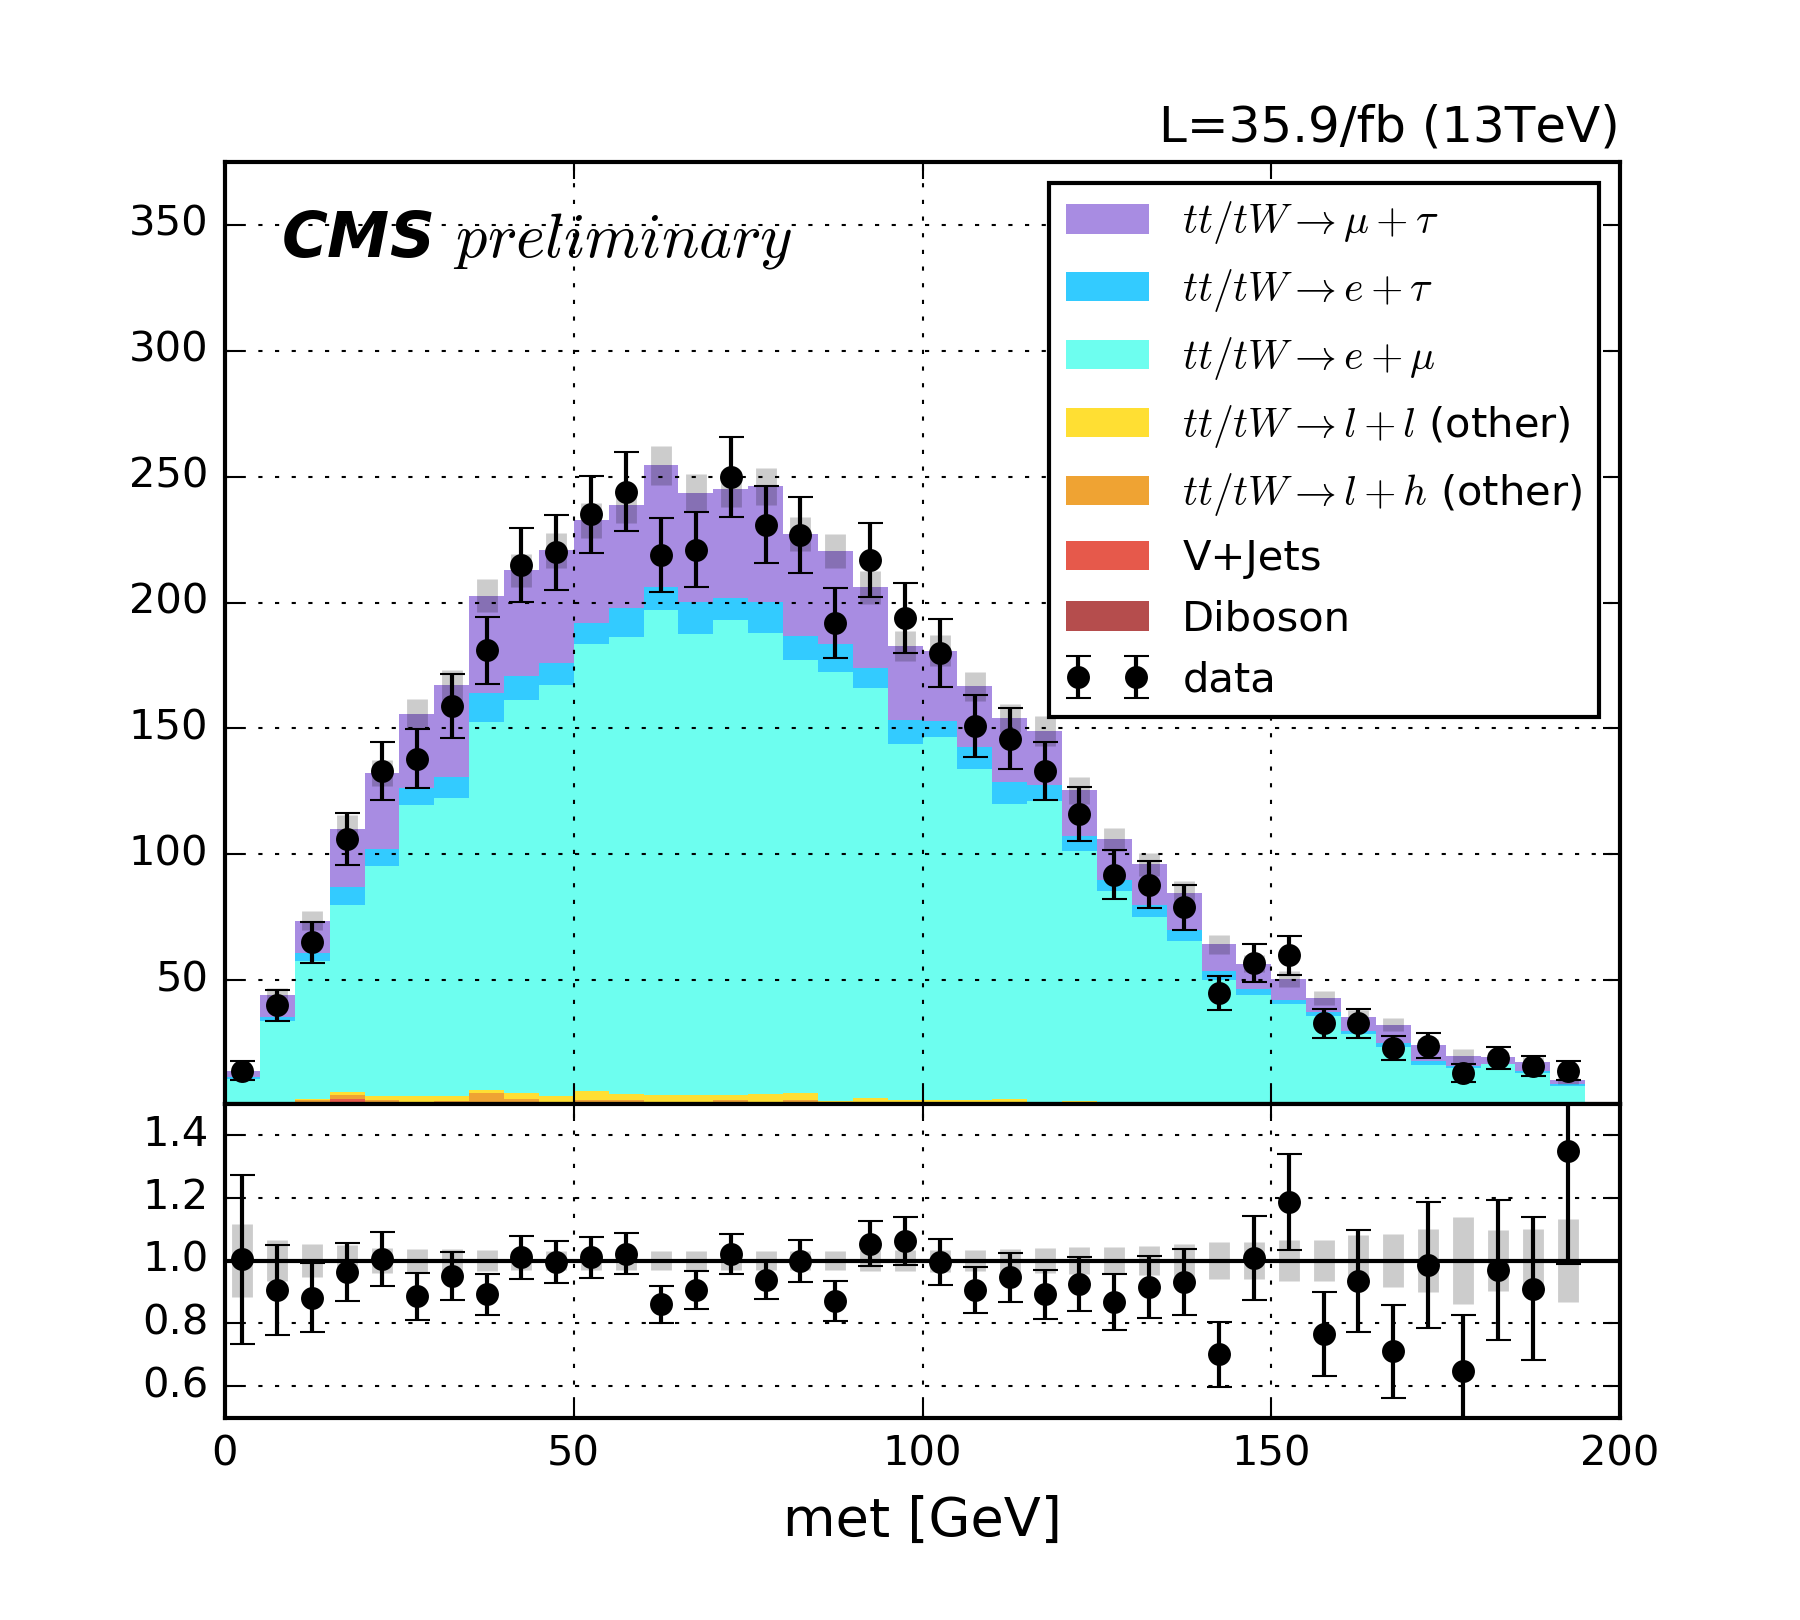 L=35.9/fb (13TeV)
CMS preliminary
350
300
250
200
150
100
50
tt/tW→μ+τ
tt/tW→e+τ
tt/tW→e+μ
tt/tW→l+l (other)
tt/tW→l+h (other)
V+Jets
Diboson
data
1.4
1.2
1.0
0.8
0.6
0 50 100 150 200
met [GeV]